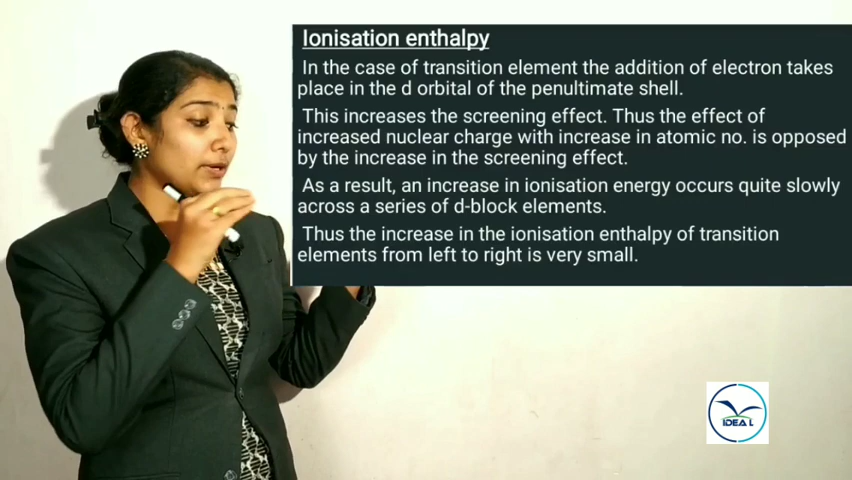 Ionisation enthalpy
In the case of transition element the addition of electron takes
place in the d orbital of the penultimate shell.
This increases the screening effect. Thus the effect of
increased nuclear charge with increase in atomic no. is opposed
by the increase in the screening effect.
As a result, an increase in ionisation energy occurs quite slowly
across a series of d-block elements.
Thus the increase in the ionisation enthalpy of transition
elements from left to right is very small.
IDEAL